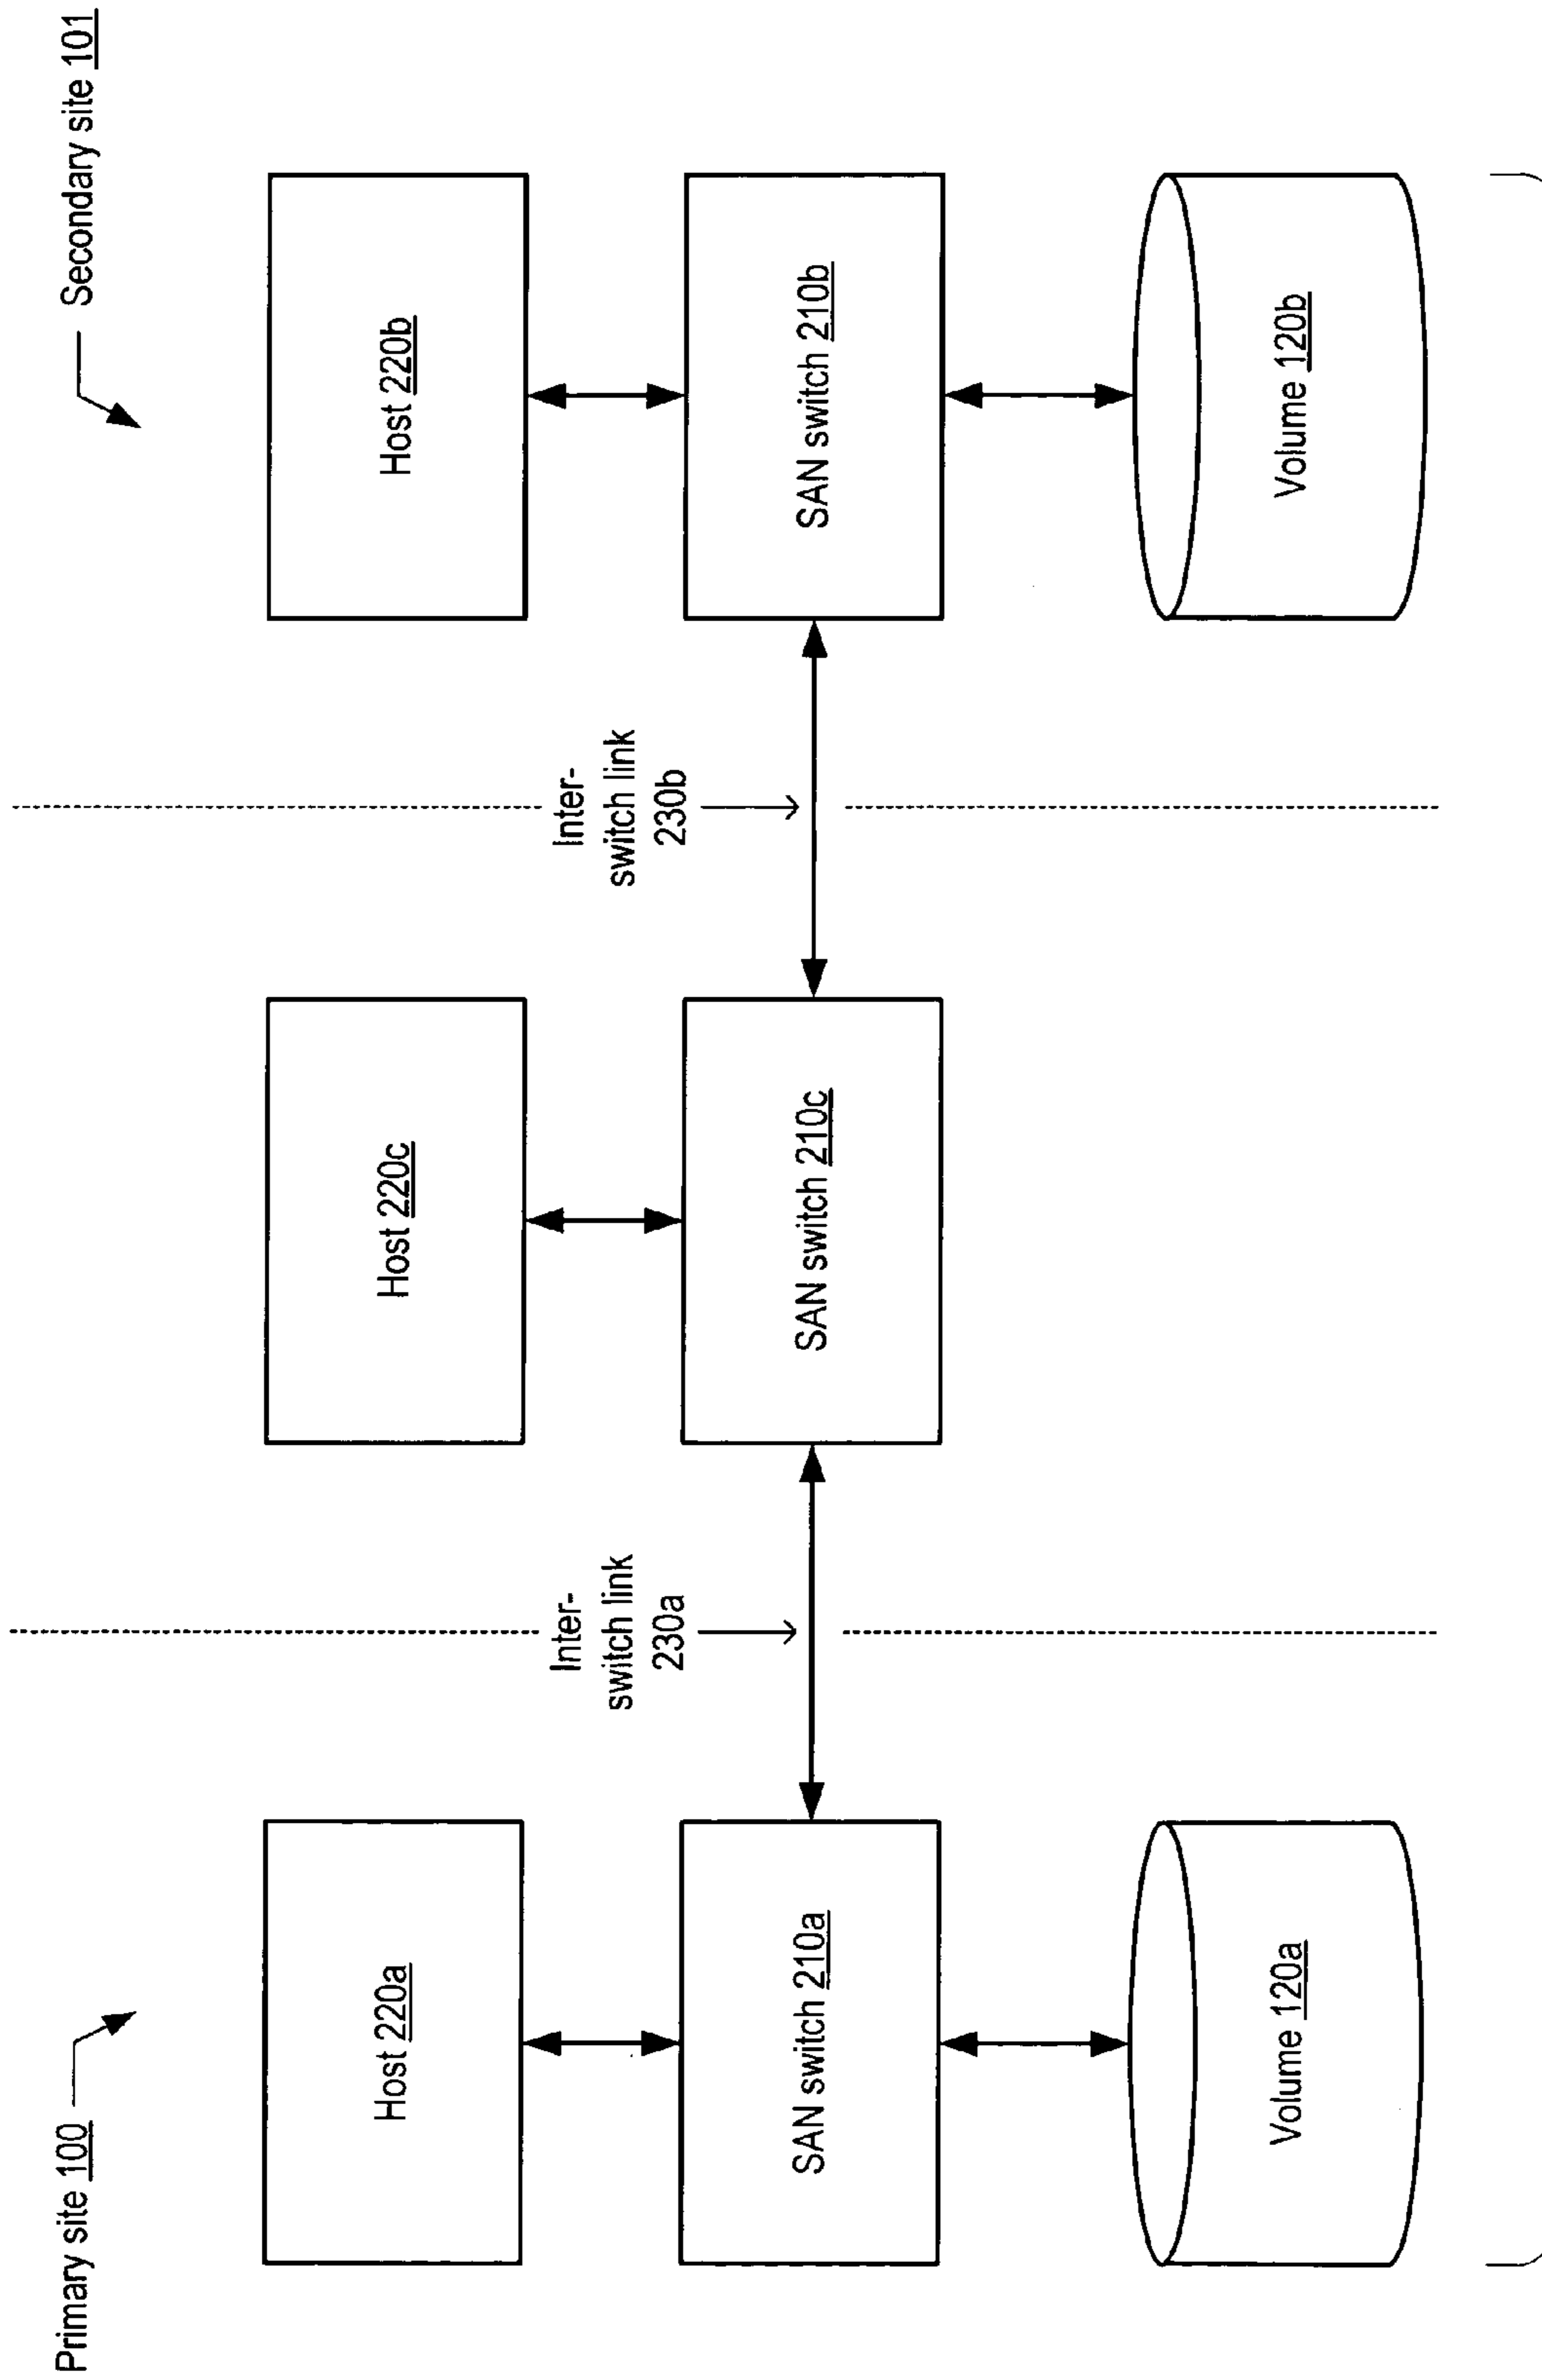 Primary site 100
Secondary site 101
Host 220a
Host 220c
Host 220b
Inter-
switch link
230a
Inter-
switch link
230b
SAN switch 210a
SAN switch 210c
SAN switch 210b
Volume 120a
Volume 120b